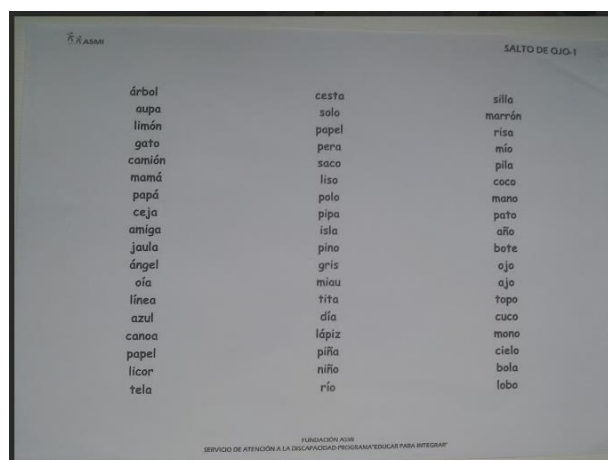 ASMI
SALTO DE OJO-1
árbol cesta silla
aupa solo marrón
limón papel risa
gato pera mío
camión saco pila
mamá liso coco
papá polo mano
ceja pipa pato
amiga isla año
jaula pino bote
ángel gris ojo
oía miau ajo
línea tita topo
azul día cuco
canoa lápiz mono
papel piña cielo
licor niño bola
tela río lobo
FUNDACIÓN ASMI
SERVICIO DE ATENCIÓN A LA DISCAPACIDAD PROGRAMA"EDUCAR PARA INTEGRAR"